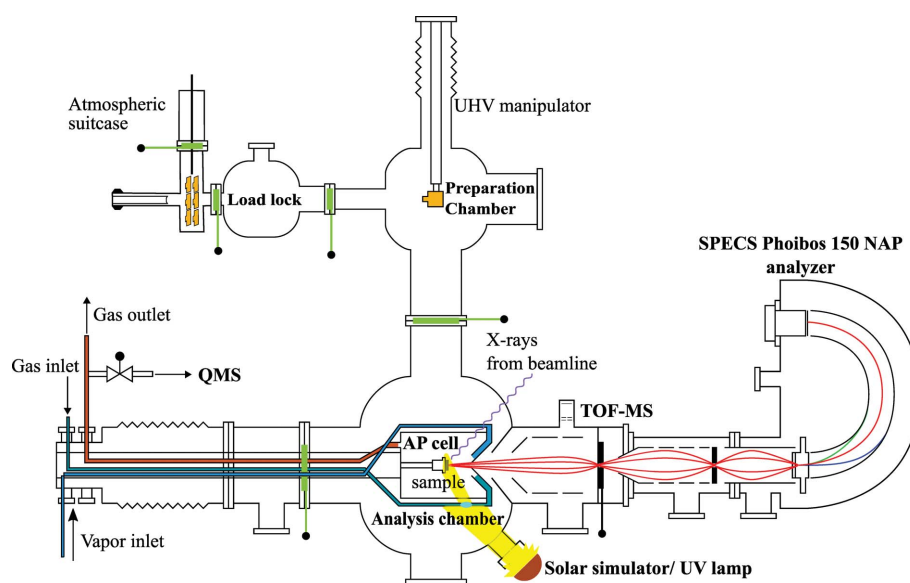 Atmospheric
suitcase
UHV manipulator
Load lock
Preparation
Chamber
SPECS Phoibos 150 NAP
analyzer
Gas outlet
X-rays
from beamline
Gas inlet
QMS
TOF-MS
AP cell
sample
Analysis chamber
Vapor inlet
Solar simulator/ UV lamp